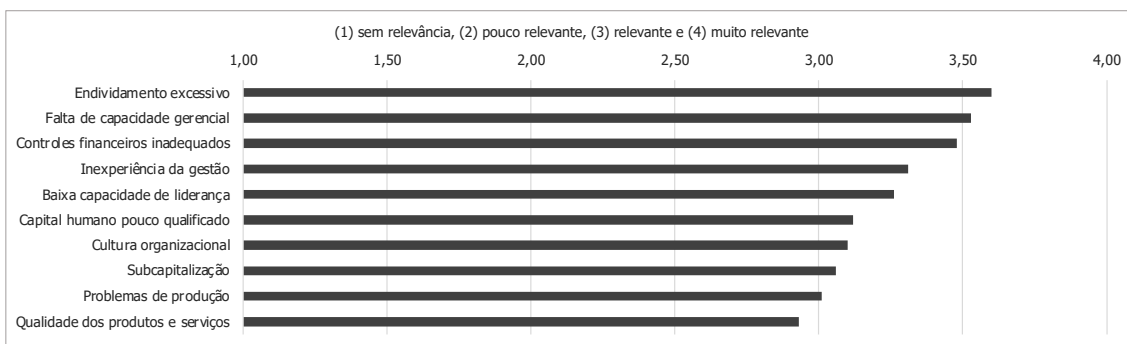 (1) sem relevância, (2) pouco relevante, (3) relevante e (4) muito relevante
1,00 1,50 2,00 2,50 3,00 3,50 4,00
Endividamento excessivo
Falta de capacidade gerencial
Controles financeiros inadequados
Inexperiência da gestão
Baixa capacidade de liderança
Capital humano pouco qualificado
Cultura organizacional
Subcapitalização
Problemas de produção
Qualidade dos produtos e serviços